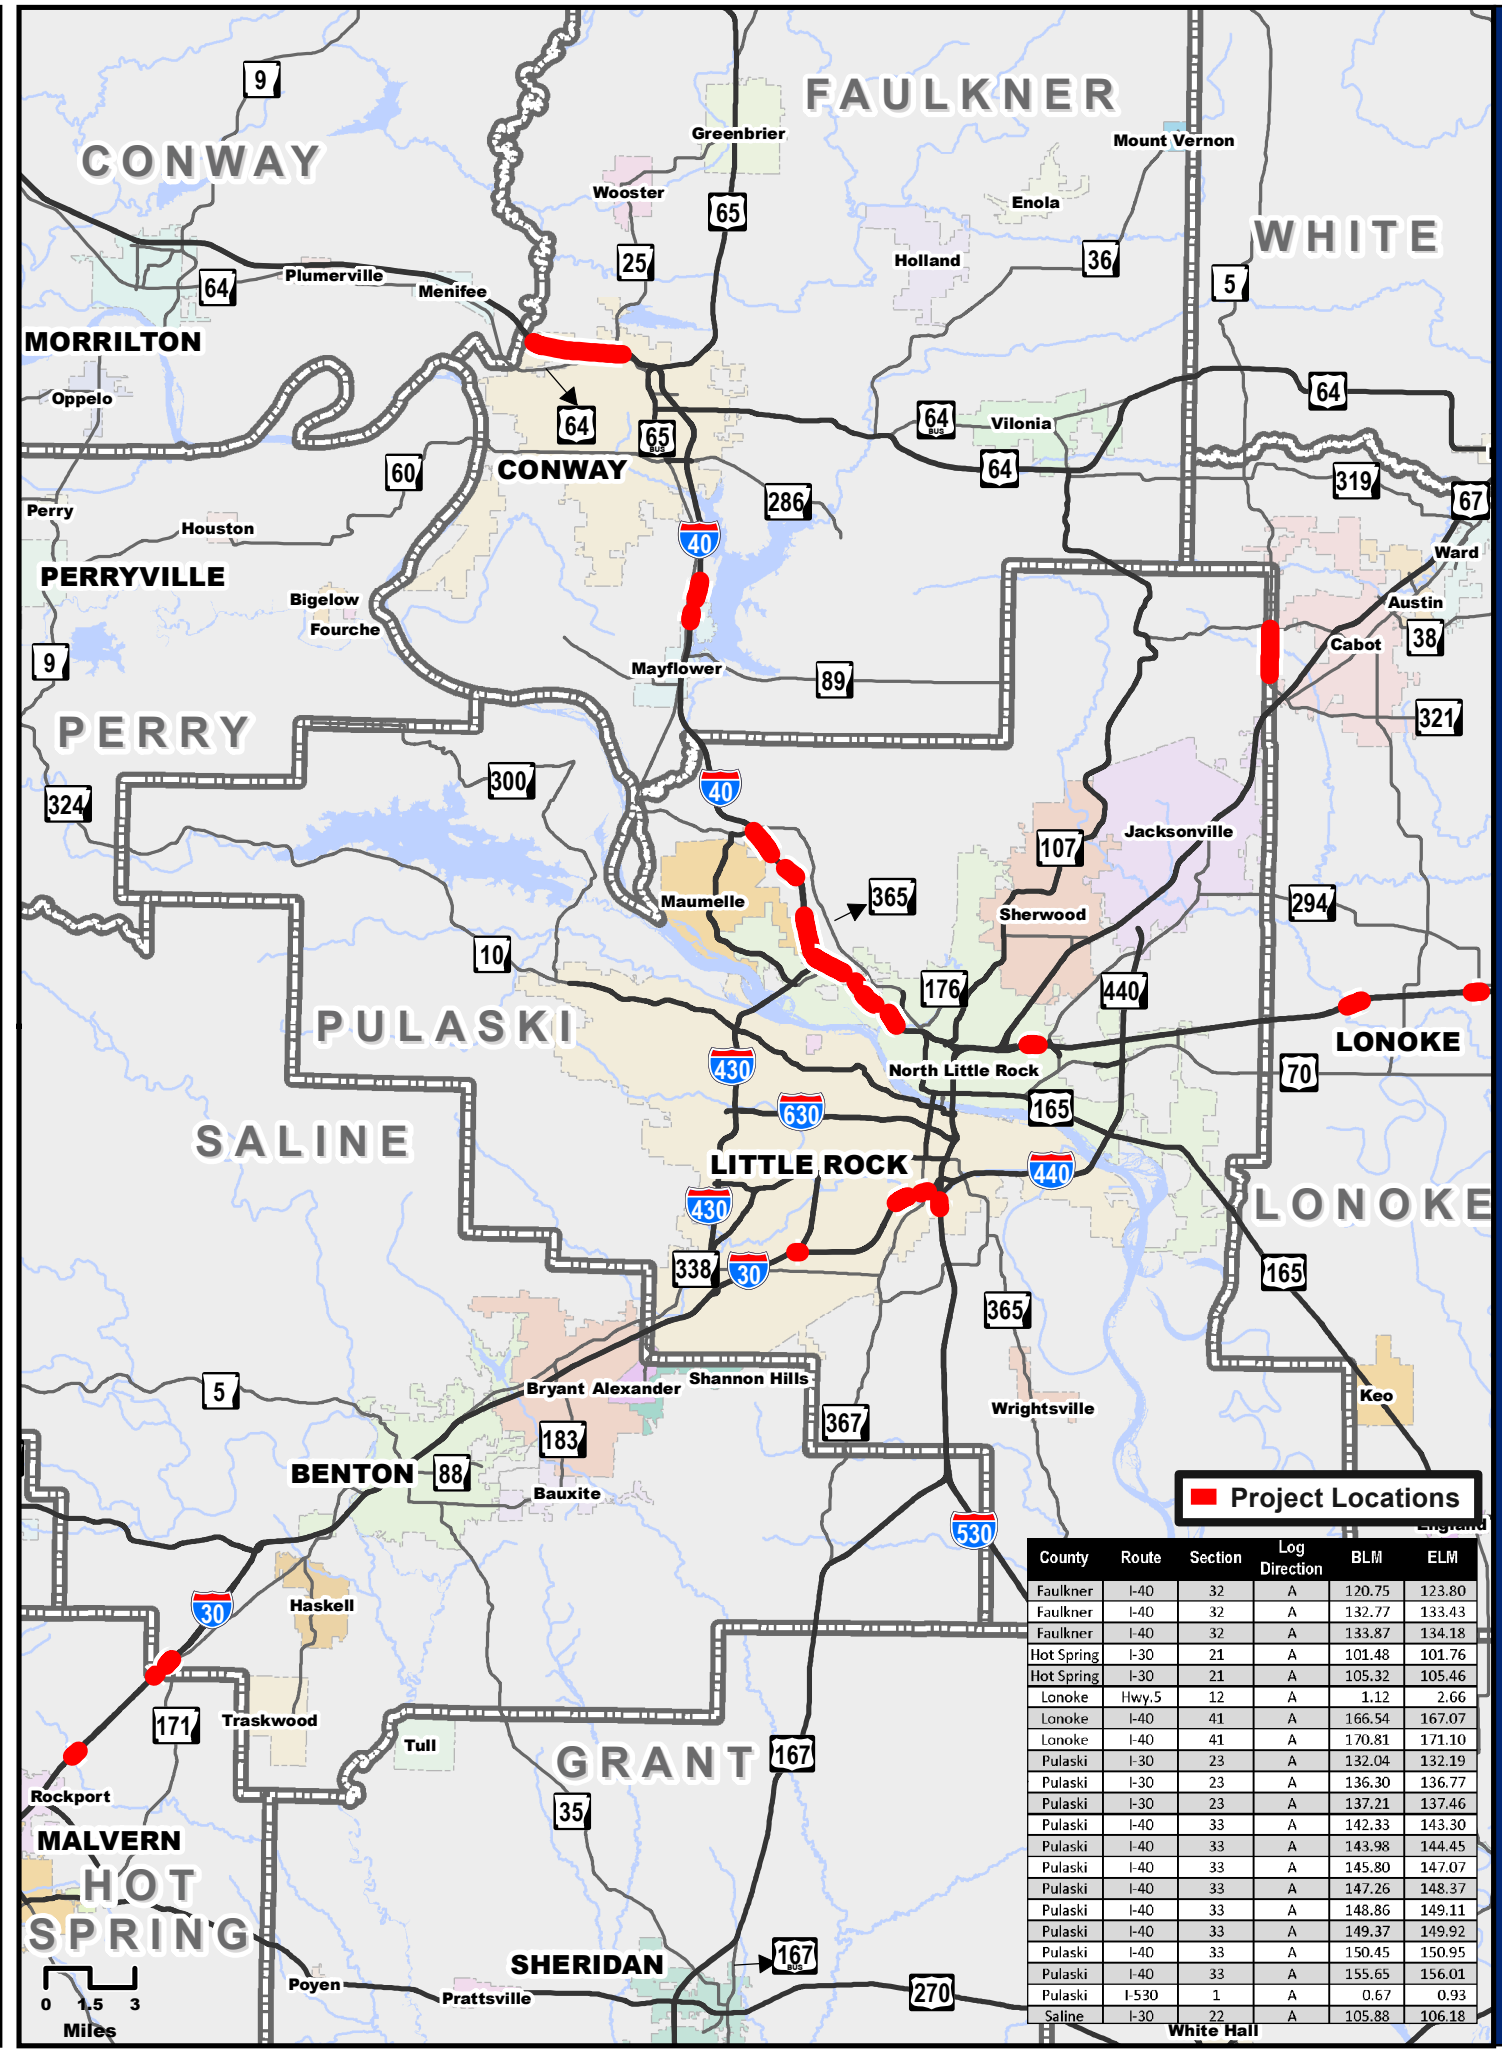 9
FAULKNER
CONWAY
Greenbrier
Mount Vernon
Wooster
65
Enola
WHITE
25
Holland
36
5
64
Plumerville
Menifee
MORRILTON
Oppelo
64
64
65
BUS
64
BUS
Vilonia
CONWAY
60
64
319
286
67
Perry
Houston
40
Ward
PERRYVILLE
Bigelow
Fourche
Austin
38
Cabot
9
Mayflower
89
321
PERRY
300
40
324
Jacksonville
107
365
Maumelle
Sherwood
294
10
176
440
PULASKI
LONOKE
430
North Little Rock
70
630
165
SALINE
LITTLE ROCK
440
430
LONOKE
338
30
165
365
Shannon Hills
Bryant
Alexander
5
Keo
Wrightsville
367
183
BENTON
88
Bauxite
Project Locations
England
530
County Route Section Log Direction BLM ELM
Faulkner I-40 32 A 120.75 123.80
Faulkner I-40 32 A 132.77 133.43
Faulkner I-40 32 A 133.87 134.18
Hot Spring I-30 21 A 101.48 101.76
Hot Spring I-30 21 A 105.32 105.46
Lonoke Hwy.5 12 A 1.12 2.66
Lonoke I-40 41 A 166.54 167.07
Lonoke I-40 41 A 170.81 171.10
Pulaski I-30 23 A 132.04 132.19
Pulaski I-30 23 A 136.30 136.77
Pulaski I-30 23 A 137.21 137.46
Pulaski I-40 33 A 142.33 143.30
Pulaski I-40 33 A 143.98 144.45
Pulaski I-40 33 A 145.80 147.07
Pulaski I-40 33 A 147.26 148.37
Pulaski I-40 33 A 148.86 149.11
Pulaski I-40 33 A 149.37 149.92
Pulaski I-40 33 A 150.45 150.95
Pulaski I-40 33 A 155.65 156.01
Pulaski I-530 1 A 0.67 0.93
Saline I-30 22 A 105.88 106.18
30
Haskell
171
Traskwood
Tull
GRANT
167
Rockport
35
MALVERN
HOT
SPRING
SHERIDAN
167
BUS
0 1.5 3
Miles
Poyen
Prattsville
270
White Hall